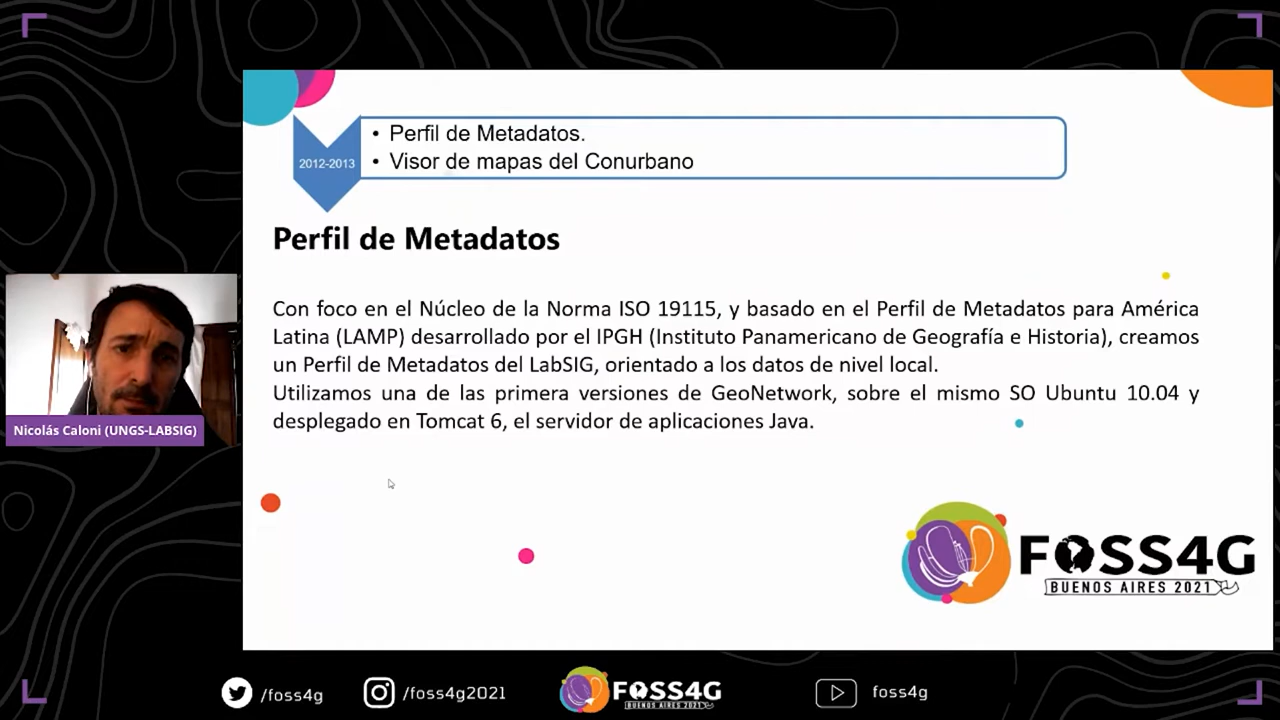 2012-2013
• Perfil de Metadatos.
• Visor de mapas del Conurbano
Perfil de Metadatos
Con foco en el Núcleo de la Norma ISO 19115, y basado en el Perfil de Metadatos para América
Latina (LAMP) desarrollado por el IPGH (Instituto Panamericano de Geografía e Historia), creamos
un Perfil de Metadatos del LabSIG, orientado a los datos de nivel local.
Utilizamos una de las primera versiones de GeoNetwork, sobre el mismo SO Ubuntu 10.04 y
desplegado en Tomcat 6, el servidor de aplicaciones Java.
Nicolás Caloni (UNGS-LABSIG)
FOSS4G
BUENOS AIRES 2021
/foss4g
/foss4g2021
FOSS4G
BUENOS AIRES 2021
foss4g